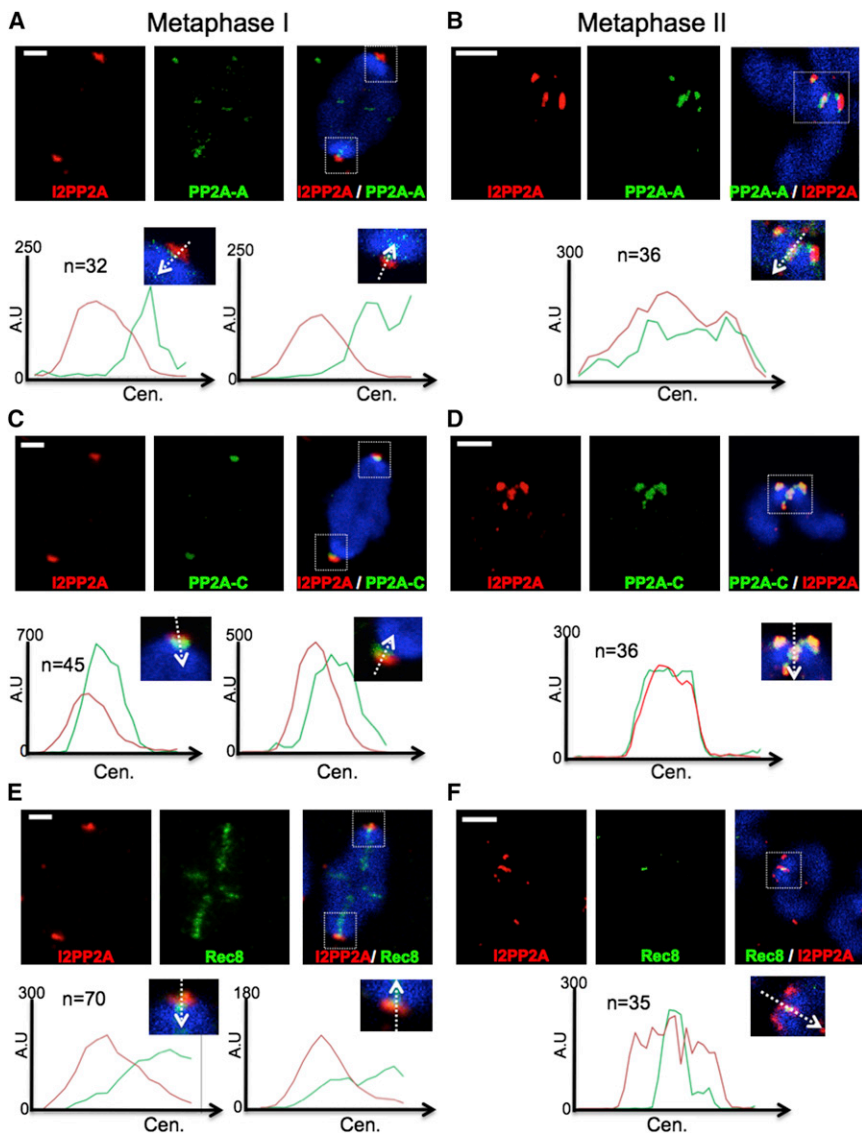 A Metaphase I
B Metaphase II
I2PP2A PP2A-A I2PP2A / PP2A-A
I2PP2A PP2A-A PP2A-A / I2PP2A
250 n=32 250
A.U
0 0
Cen. Cen.
300 n=36
A.U
0
Cen.
C
D
I2PP2A PP2A-C I2PP2A / PP2A-C
I2PP2A PP2A-C PP2A-C / I2PP2A
700 n=45 500
A.U
0 0
Cen. Cen.
300 n=36
A.U
0
Cen.
E
F
I2PP2A Rec8 I2PP2A/ Rec8
I2PP2A Rec8 Rec8 / I2PP2A
300 n=70 180
A.U
0 0
Cen. Cen.
300 n=35
A.U
0
Cen.